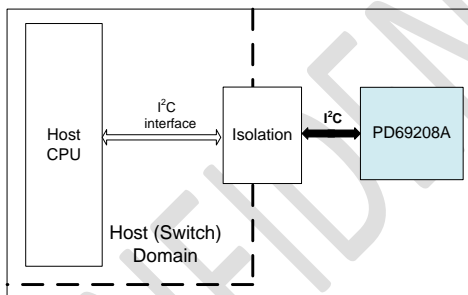 Host
CPU
I²C
interface
Isolation
I²C
PD69208A
Host (Switch)
Domain